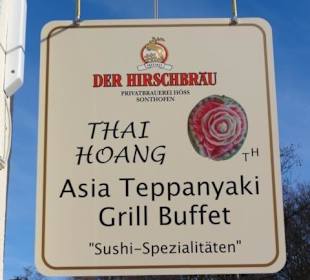 DER HIRSCHBRÄU
PRIVATBRAUEREI HÖSS
SONTHOFEN
THAI
HOANG
TH
Asia Teppanyaki
Grill Buffet
"Sushi-Spezialitäten"